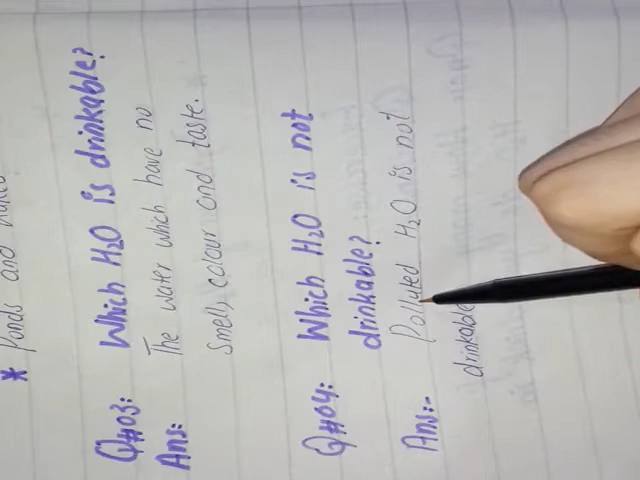 * Ponds and
Q#03: Which H2O is drinkable?
Ans: The water which have no
Smell, colour and taste.
Q#04: Which H2O is not
drinkable?
Ans:- Polluted H2O is not
drinkable